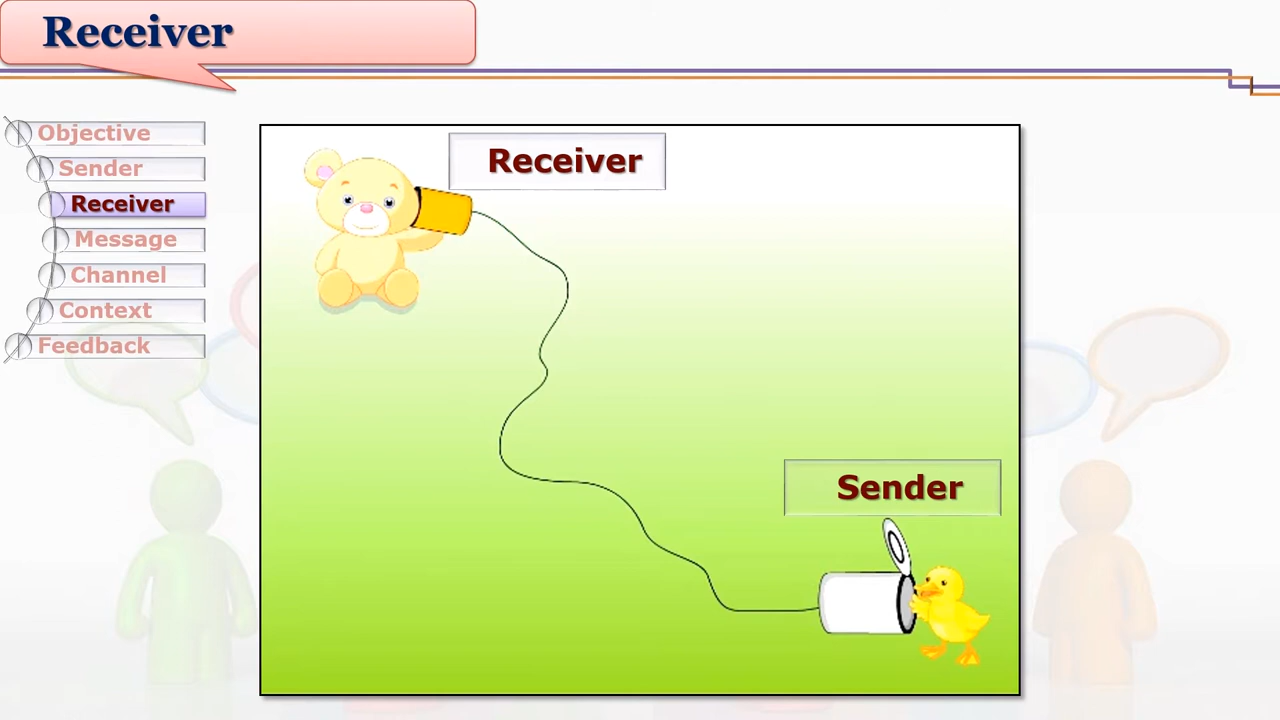 Receiver
Objective
Sender
Receiver
Message
Channel
Context
Feedback
Receiver
Sender